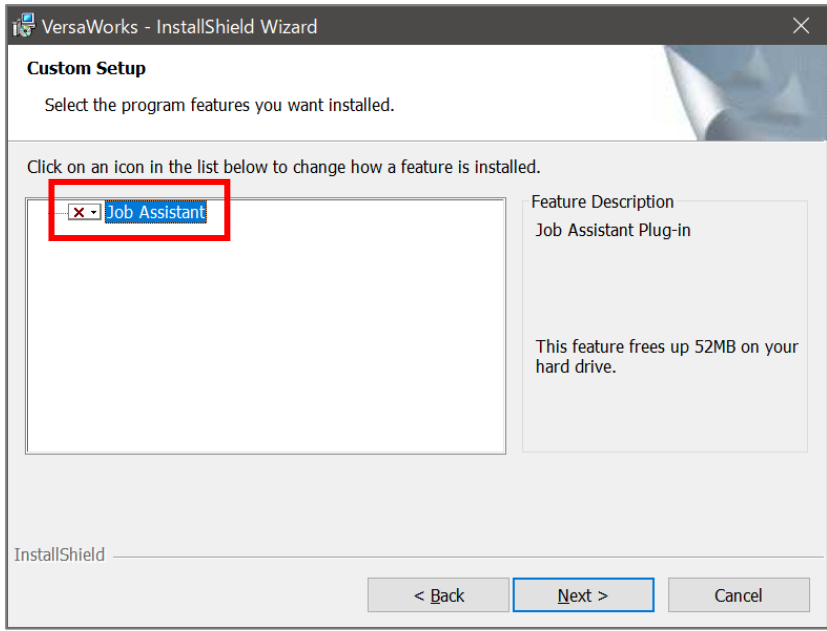 VersaWorks - InstallShield Wizard
Custom Setup
Select the program features you want installed.
Click on an icon in the list below to change how a feature is installed.
Job Assistant
Feature Description
Job Assistant Plug-in
This feature frees up 52MB on your
hard drive.
InstallShield
< Back
Next >
Cancel